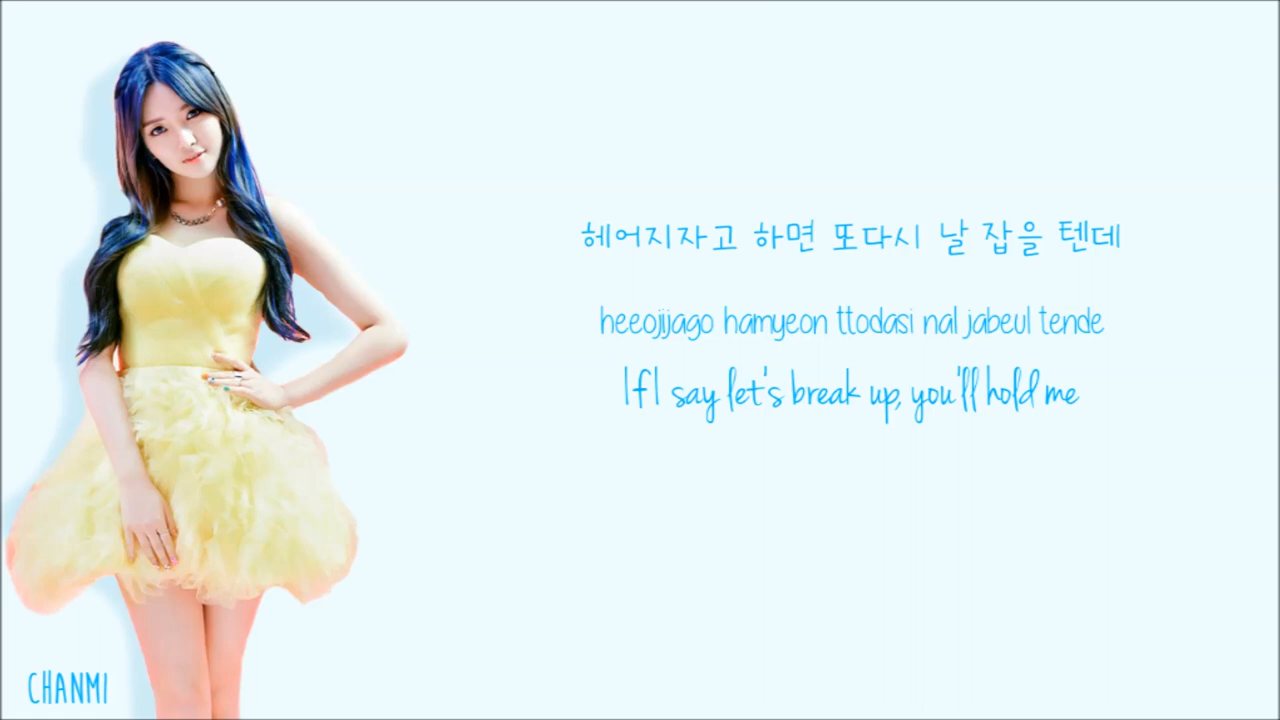 헤어지자고 하면 또다시 날 잡을 텐데
heeojijago hamyeon ttodasi nal jabeul tende
If I say let's break up, you'll hold me
CHANMI